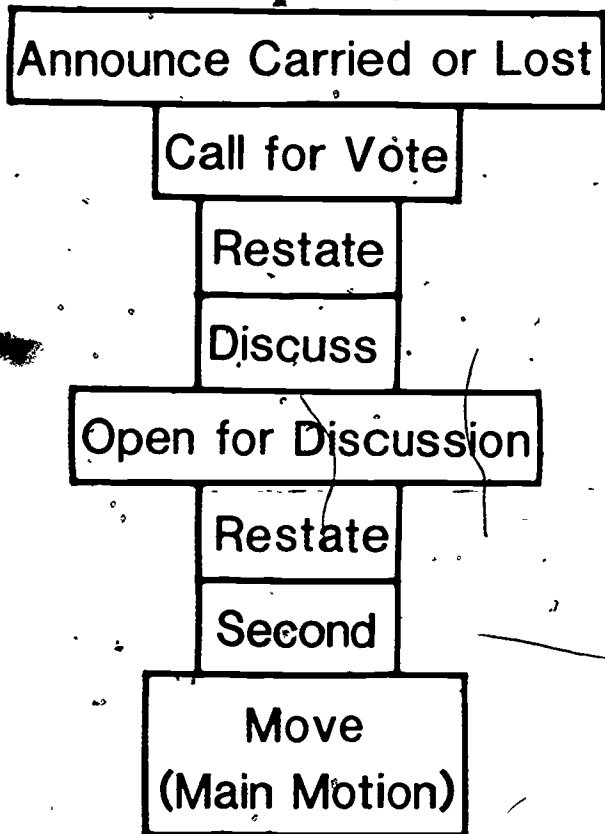 Announce Carried or Lost
Call for Vote
Restate
Discuss
Open for Discussion
Restate
Second
Move
(Main Motion)